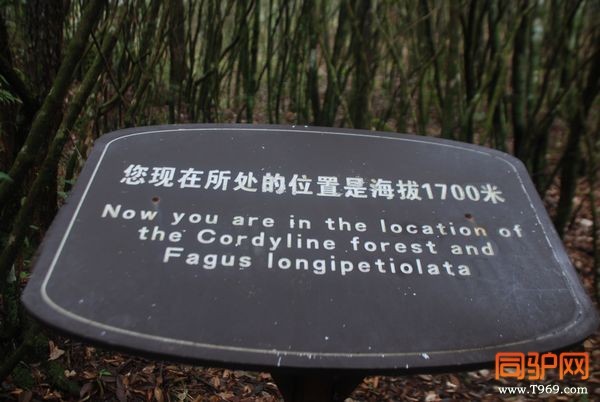 您现在所处的位置是海拔1700米
Now you are in the location of
the Cordyline forest and
Fagus longipetiolata
同驴网
www.T969.com